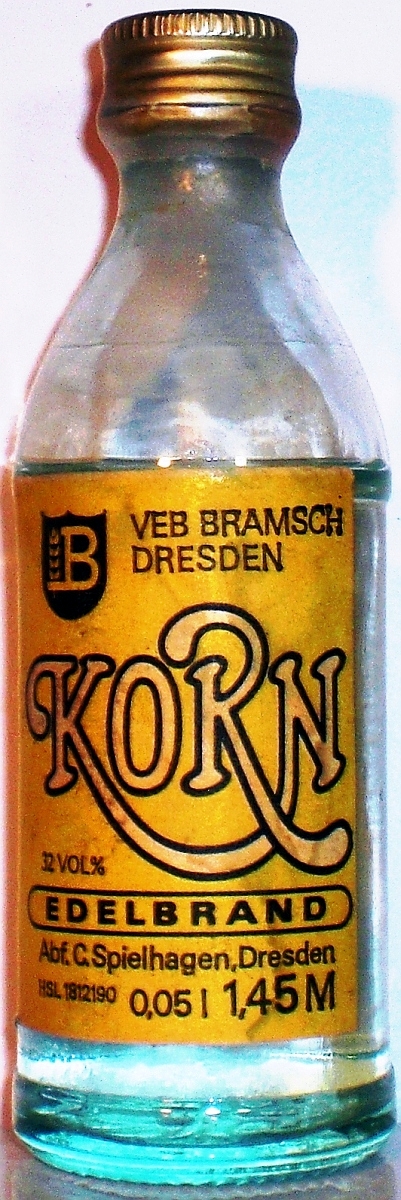 B
VEB BRAMSCH
DRESDEN
KORN
32 VOL%
EDELBRAND
Abf. C. Spielhagen, Dresden
HSL 1812190 0,05 l 1,45 M